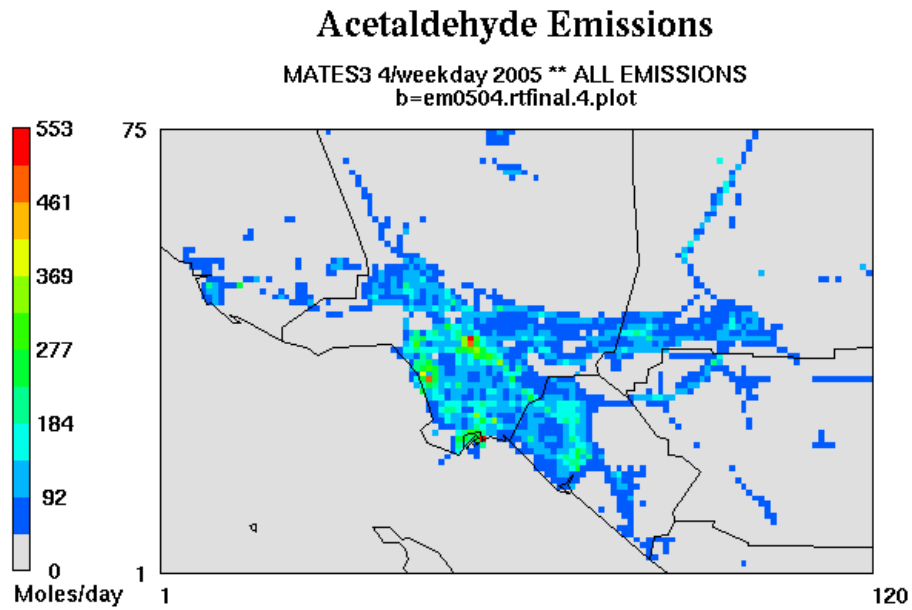 Acetaldehyde Emissions
MATES3 4/weekday 2005 ** ALL EMISSIONS
b=em0504.rtfinal.4.plot
553
461
369
277
184
92
0
Moles/day
75
1
1
120